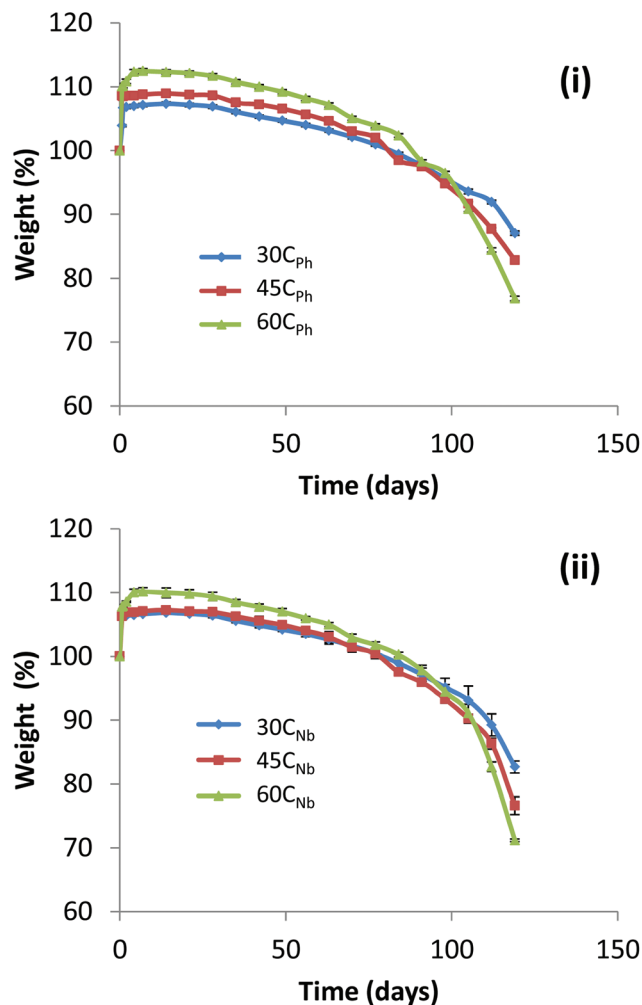 120
110
100
90
80
70
60
Weight (%)
(i)
30C_Ph
45C_Ph
60C_Ph
0
50
100
150
Time (days)
120
110
100
90
80
70
60
Weight (%)
(ii)
30C_Nb
45C_Nb
60C_Nb
0
50
100
150
Time (days)